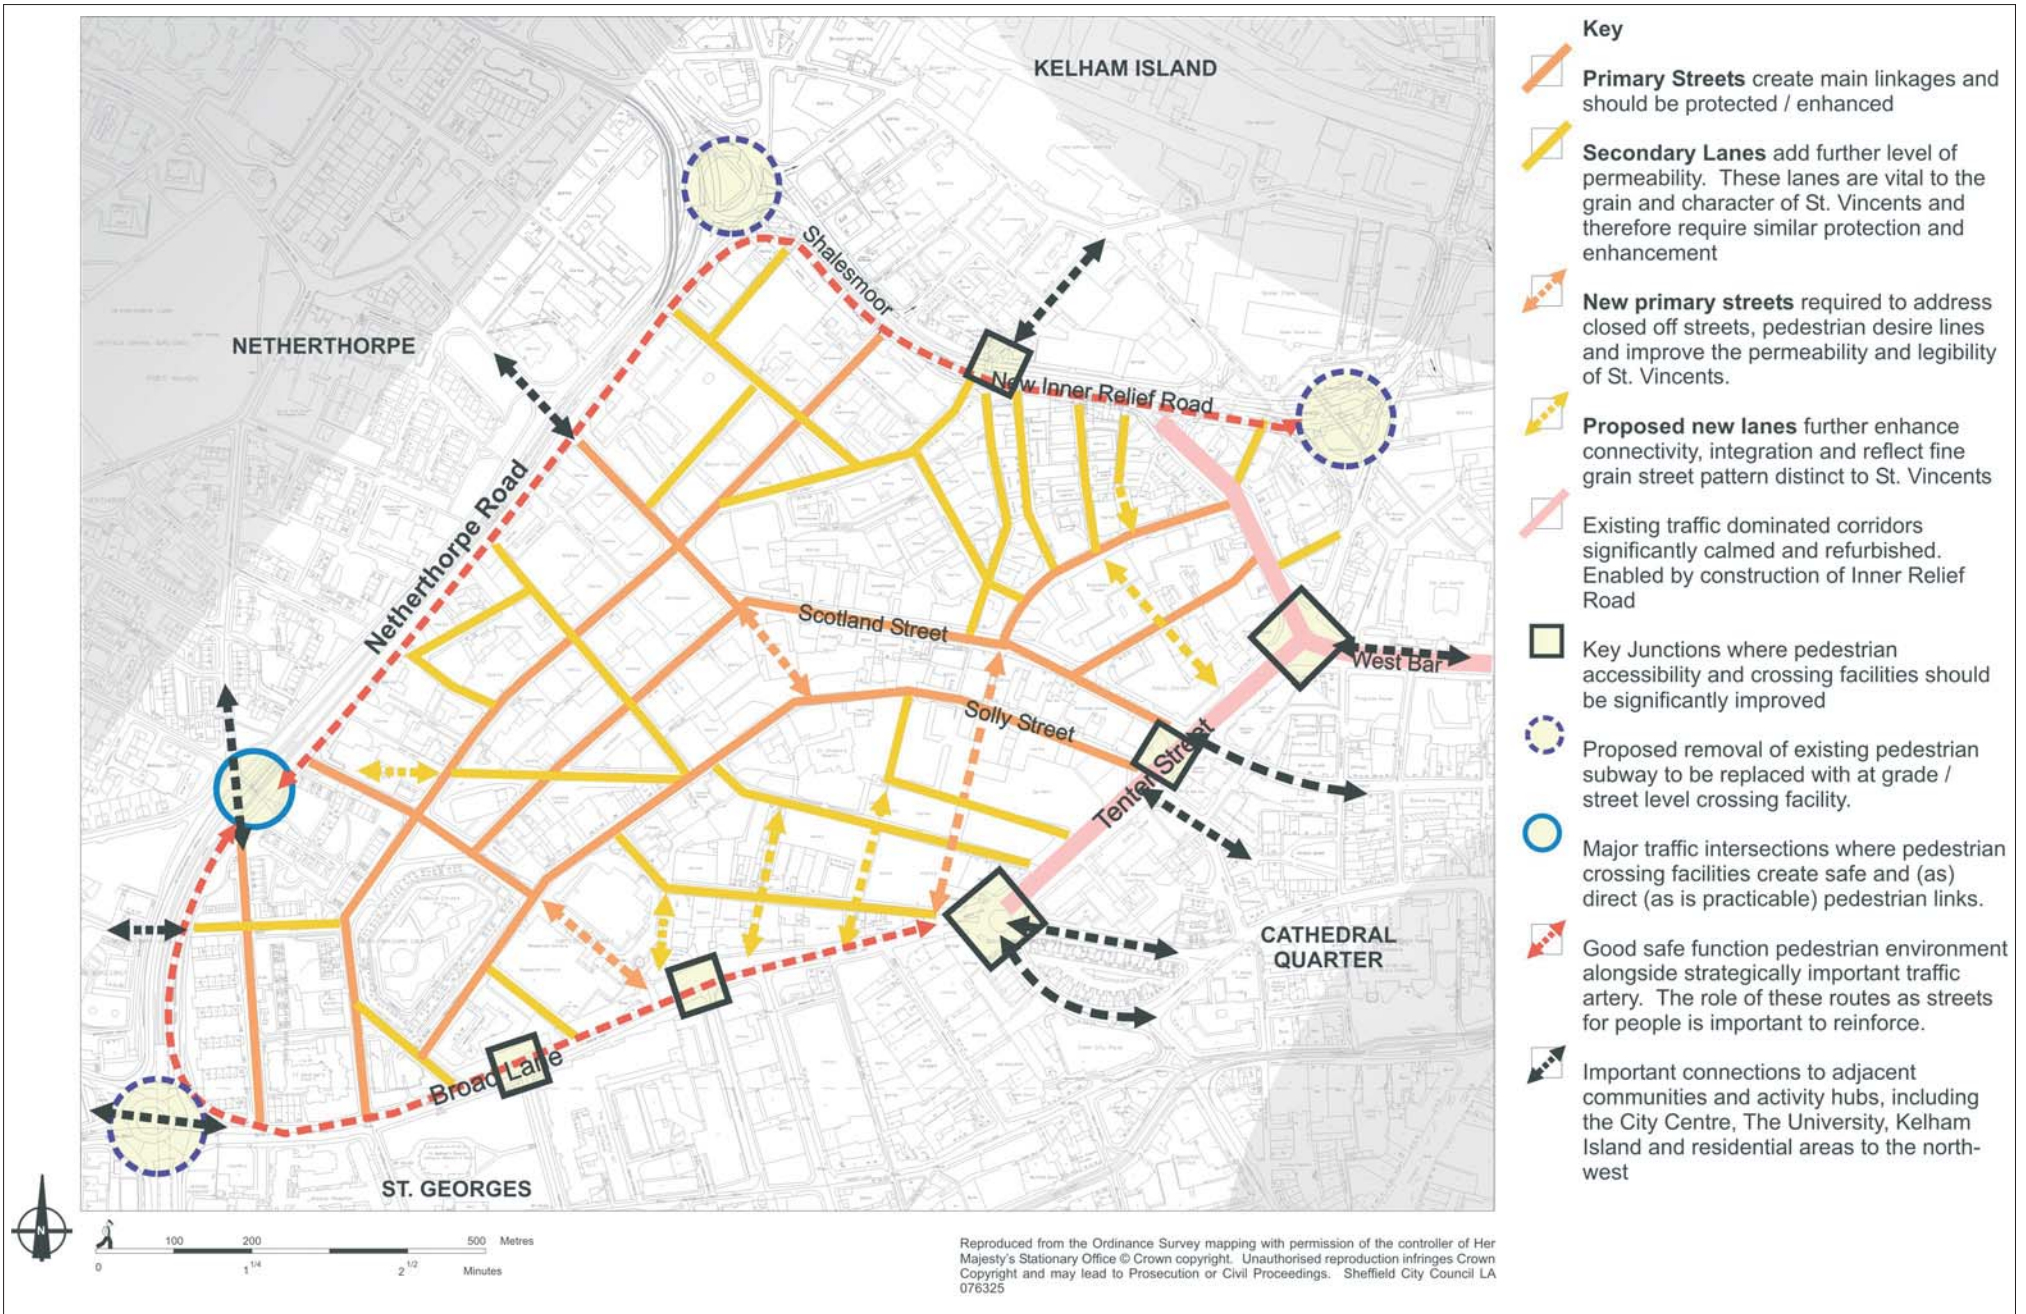 KELHAM ISLAND
Shalesmoor
NETHERTHORPE
New Inner Relief Road
Netherthorpe Road
Scotland Street
West Bar
Solly Street
Tenter Street
CATHEDRAL
QUARTER
Broad Lane
ST. GEORGES
N
100 200 500 Metres
0 1 1/4 2 1/2 Minutes
Reproduced from the Ordinance Survey mapping with permission of the controller of Her
Majesty's Stationary Office © Crown copyright. Unauthorised reproduction infringes Crown
Copyright and may lead to Prosecution or Civil Proceedings. Sheffield City Council LA
076325
Key
Primary Streets create main linkages and
should be protected / enhanced
Secondary Lanes add further level of
permeability. These lanes are vital to the
grain and character of St. Vincents and
therefore require similar protection and
enhancement
New primary streets required to address
closed off streets, pedestrian desire lines
and improve the permeability and legibility
of St. Vincents.
Proposed new lanes further enhance
connectivity, integration and reflect fine
grain street pattern distinct to St. Vincents
Existing traffic dominated corridors
significantly calmed and refurbished.
Enabled by construction of Inner Relief
Road
Key Junctions where pedestrian
accessibility and crossing facilities should
be significantly improved
Proposed removal of existing pedestrian
subway to be replaced with at grade /
street level crossing facility.
Major traffic intersections where pedestrian
crossing facilities create safe and (as)
direct (as is practicable) pedestrian links.
Good safe function pedestrian environment
alongside strategically important traffic
artery. The role of these routes as streets
for people is important to reinforce.
Important connections to adjacent
communities and activity hubs, including
the City Centre, The University, Kelham
Island and residential areas to the north-
west